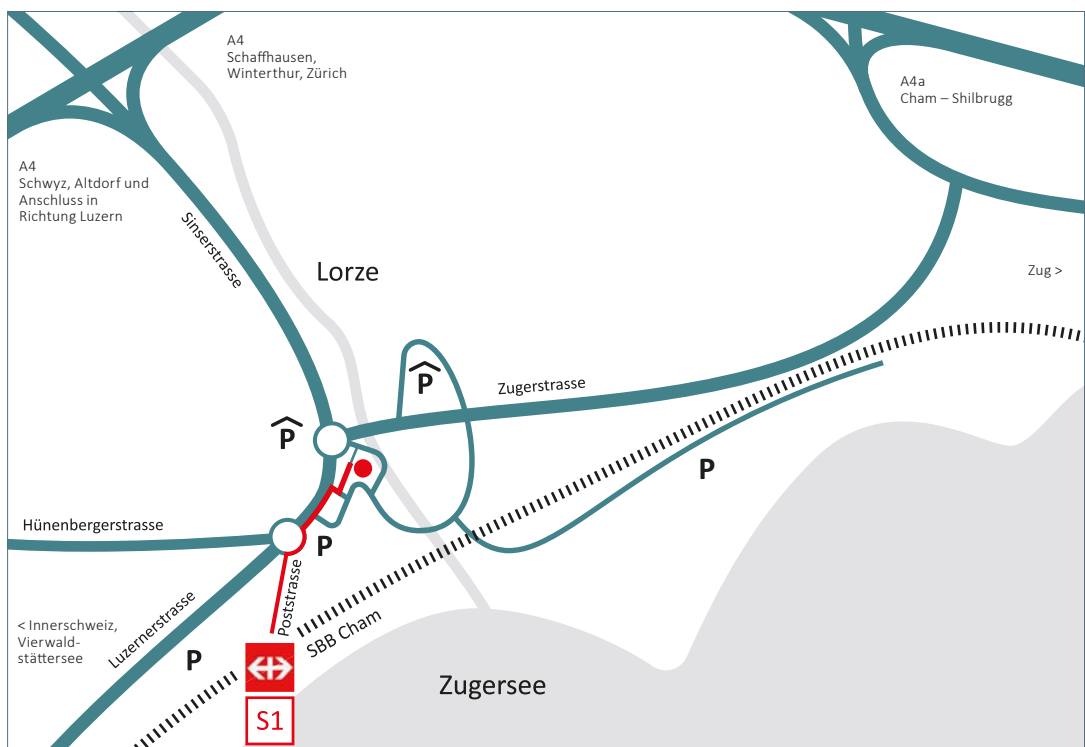 A4
Schaffhausen,
Winterthur, Zürich
A4a
Cham – Shilbrugg
A4
Schwyz, Altdorf und
Anschluss in
Richtung Luzern
Sinserstrasse
Lorze
Zug >
P
Zugerstrasse
P
P
Hünenbergerstrasse
P
Poststrasse
Luzernerstrasse
< Innerschweiz,
Vierwald-
stättersee
SBB Cham
P
Zugersee
S1